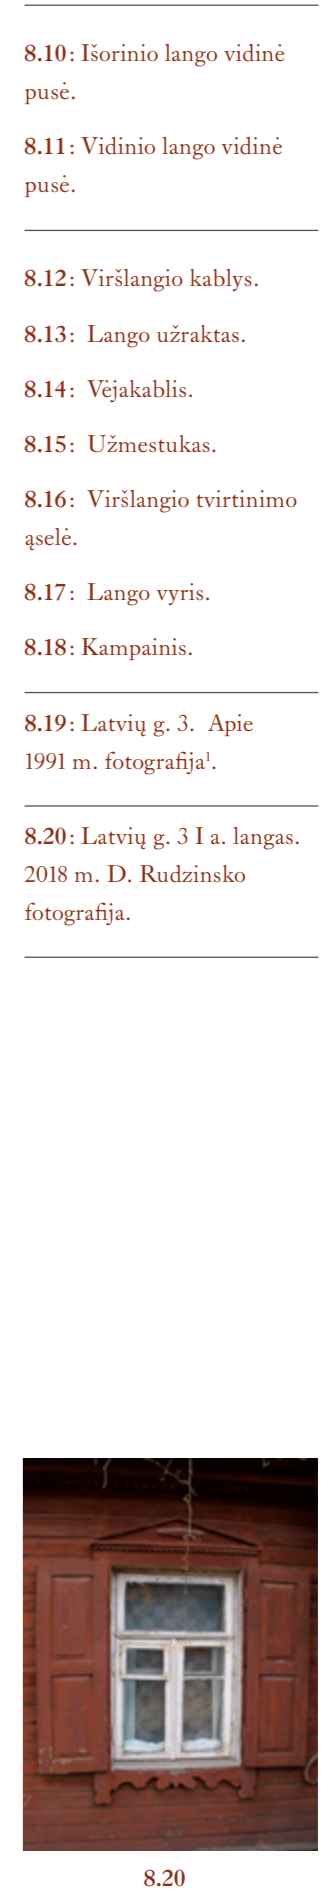 8.10: Išorinio lango vidinė
pusė.
8.11: Vidinio lango vidinė
pusė.
8.12: Viršlangio kablys.
8.13: Lango užraktas.
8.14: Vėjakablis.
8.15: Užmestukas.
8.16: Viršlangio tvirtinimo
ąselė.
8.17: Lango vyris.
8.18: Kampainis.
8.19: Latvių g. 3. Apie
1991 m. fotografija¹.
8.20: Latvių g. 3 I a. langas.
2018 m. D. Rudzinsko
fotografija.
8.20